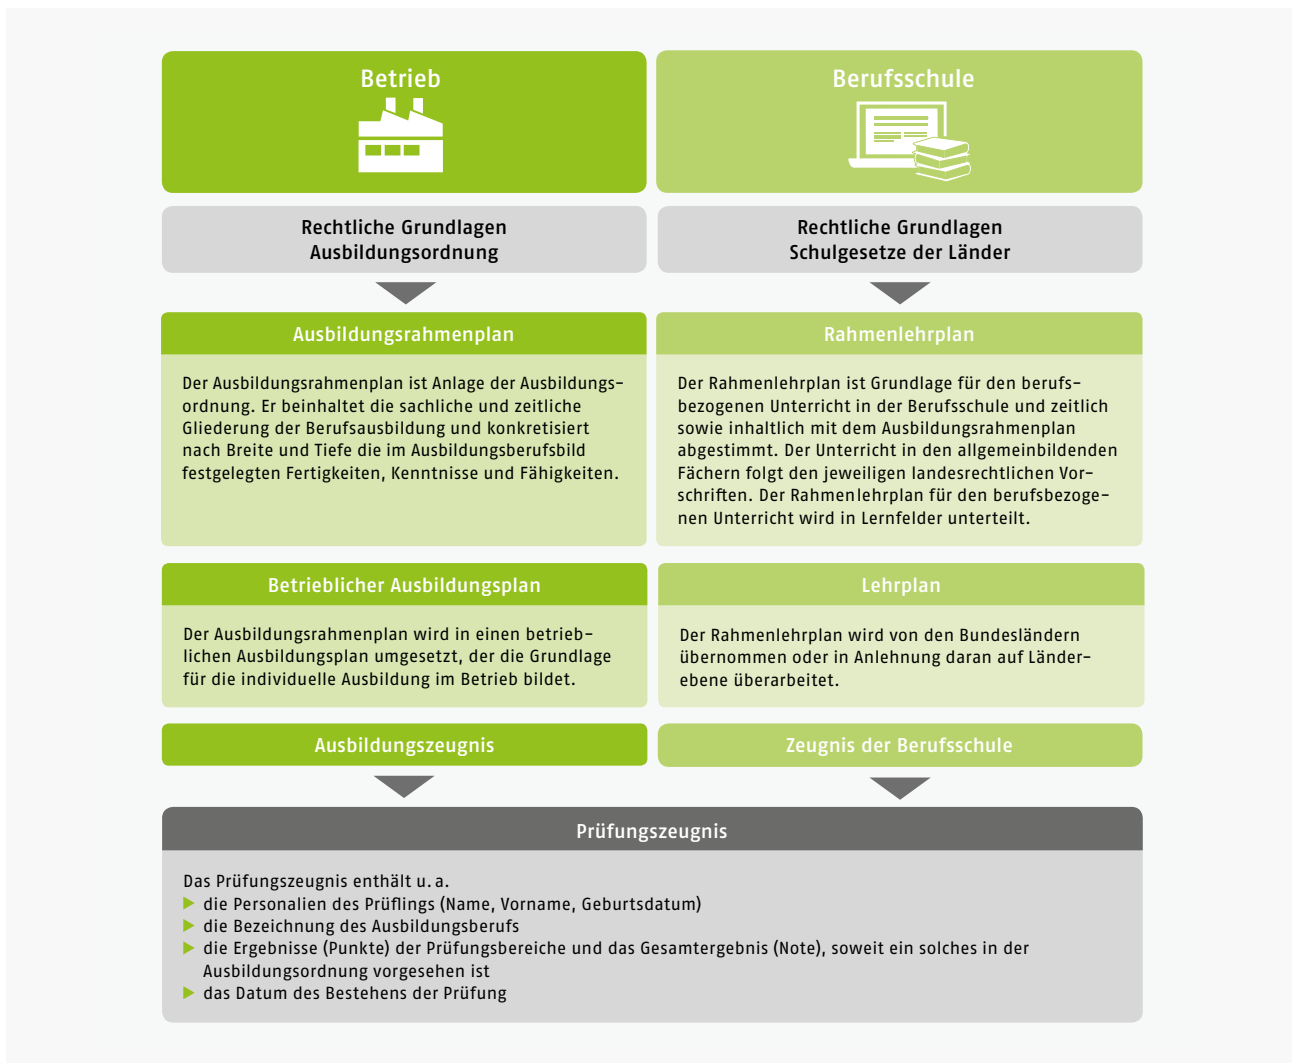 Betrieb
Berufsschule
Rechtliche Grundlagen
Ausbildungsordnung
Rechtliche Grundlagen
Schulgesetze der Länder
Ausbildungsrahmenplan
Der Ausbildungsrahmenplan ist Anlage der Ausbildungs-
ordnung. Er beinhaltet die sachliche und zeitliche
Gliederung der Berufsausbildung und konkretisiert
nach Breite und Tiefe die im Ausbildungsberufsbild
festgelegten Fertigkeiten, Kenntnisse und Fähigkeiten.
Rahmenlehrplan
Der Rahmenlehrplan ist Grundlage für den berufs-
bezogenen Unterricht in der Berufsschule und zeitlich
sowie inhaltlich mit dem Ausbildungsrahmenplan
abgestimmt. Der Unterricht in den allgemeinbildenden
Fächern folgt den jeweiligen landesrechtlichen Vor-
schriften. Der Rahmenlehrplan für den berufsbezoge-
nen Unterricht wird in Lernfelder unterteilt.
Betrieblicher Ausbildungsplan
Der Ausbildungsrahmenplan wird in einen betrieb-
lichen Ausbildungsplan umgesetzt, der die Grundlage
für die individuelle Ausbildung im Betrieb bildet.
Lehrplan
Der Rahmenlehrplan wird von den Bundesländern
übernommen oder in Anlehnung daran auf Länder-
ebene überarbeitet.
Ausbildungszeugnis
Zeugnis der Berufsschule
Prüfungszeugnis
Das Prüfungszeugnis enthält u. a.
▶ die Personalien des Prüflings (Name, Vorname, Geburtsdatum)
▶ die Bezeichnung des Ausbildungsberufs
▶ die Ergebnisse (Punkte) der Prüfungsbereiche und das Gesamtergebnis (Note), soweit ein solches in der
Ausbildungsordnung vorgesehen ist
▶ das Datum des Bestehens der Prüfung